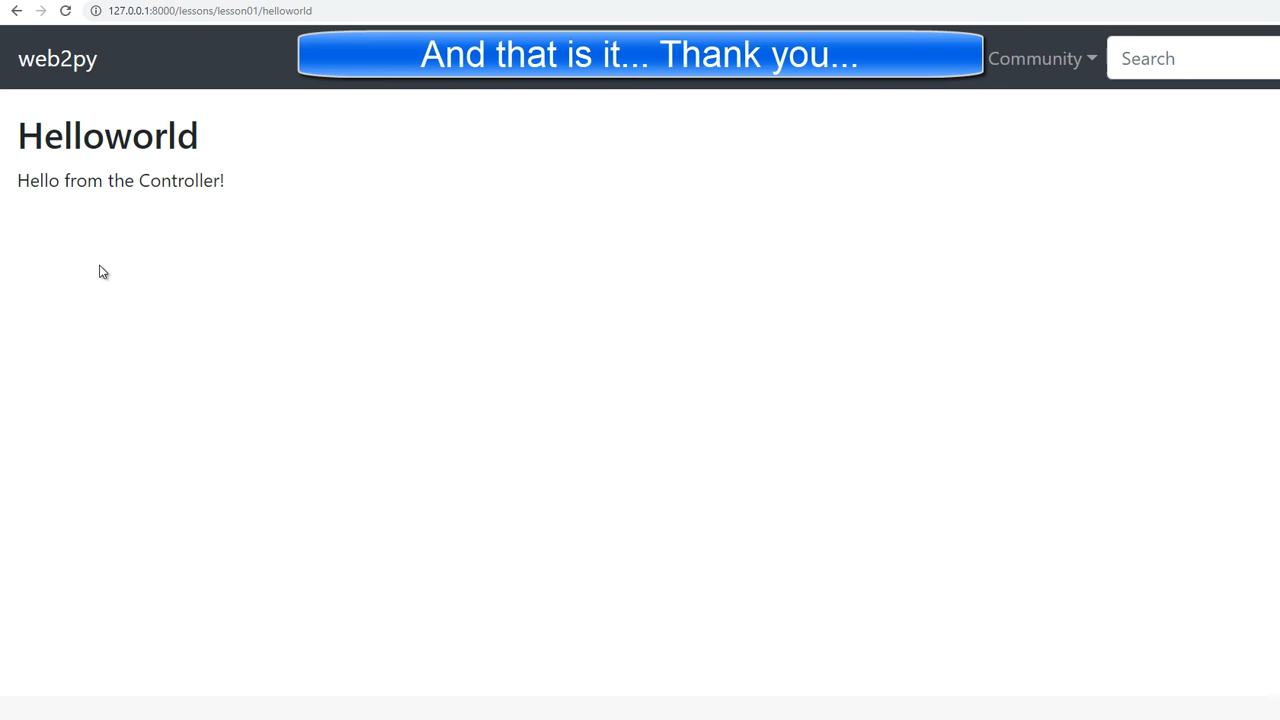 127.0.0.1:8000/lessons/lesson01/helloworld
web2py
And that is it... Thank you...
Community
Search
Helloworld
Hello from the Controller!